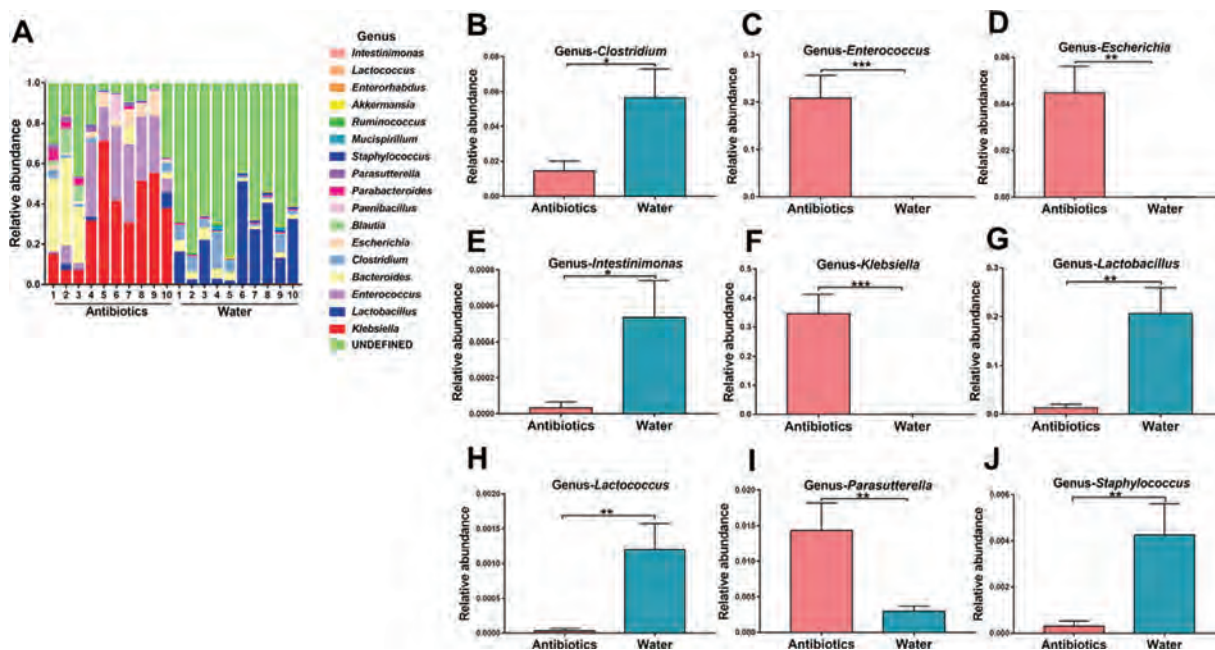 A
Genus
Intestinimonas
Lactococcus
Enterorhabdus
Akkermansia
Ruminococcus
Mucispirillum
Staphylococcus
Parasutterella
Parabacteroides
Paenibacillus
Blautia
Escherichia
Clostridium
Bacteroides
Enterococcus
Lactobacillus
Klebsiella
UNDEFINED
Relative abundance
1.0
0.8
0.6
0.4
0.2
0.0
1 2 3 4 5 6 7 8 9 10 1 2 3 4 5 6 7 8 9 10
Antibiotics Water
B
Genus-Clostridium
*
Relative abundance
0.08
0.06
0.04
0.02
0.00
Antibiotics Water
C
Genus-Enterococcus
***
Relative abundance
0.3
0.2
0.1
0.0
Antibiotics Water
D
Genus-Escherichia
**
Relative abundance
0.06
0.04
0.02
0.00
Antibiotics Water
E
Genus-Intestinimonas
*
Relative abundance
0.0008
0.0006
0.0004
0.0002
0.0000
Antibiotics Water
F
Genus-Klebsiella
***
Relative abundance
0.5
0.4
0.3
0.2
0.1
0.0
Antibiotics Water
G
Genus-Lactobacillus
**
Relative abundance
0.3
0.2
0.1
0.0
Antibiotics Water
H
Genus-Lactococcus
**
Relative abundance
0.0020
0.0015
0.0010
0.0005
0.0000
Antibiotics Water
I
Genus-Parasutterella
**
Relative abundance
0.020
0.015
0.010
0.005
0.000
Antibiotics Water
J
Genus-Staphylococcus
**
Relative abundance
0.006
0.004
0.002
0.000
Antibiotics Water